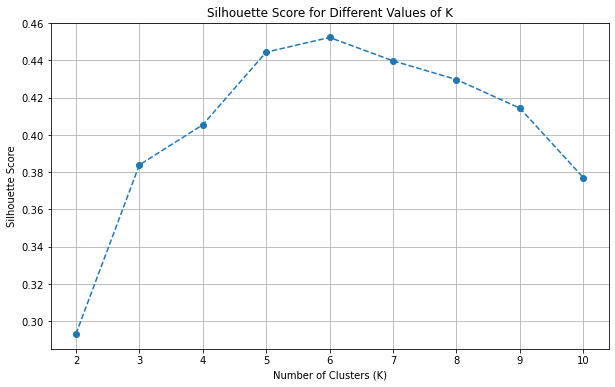 Silhouette Score for Different Values of K
0.46
0.44
0.42
0.40
0.38
0.36
0.34
0.32
0.30
Silhouette Score
2 3 4 5 6 7 8 9 10
Number of Clusters (K)